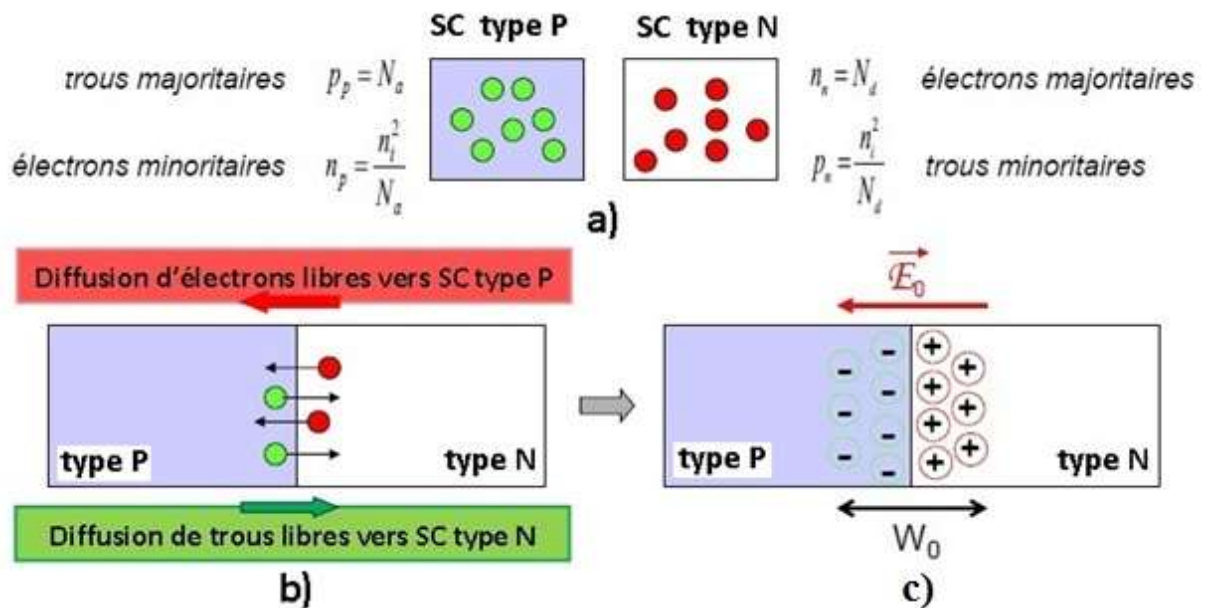 SC type P
SC type N
trous majoritaires
p_p = N_a
n_n = N_d
électrons majoritaires
électrons minoritaires
n_p = n_i^2 / N_a
p_n = n_i^2 / N_d
trous minoritaires
a)
Diffusion d'électrons libres vers SC type P
ℰ_0
- - - - - - -
+ + + + + + +
type P
type N
type P
type N
Diffusion de trous libres vers SC type N
W_0
b)
c)